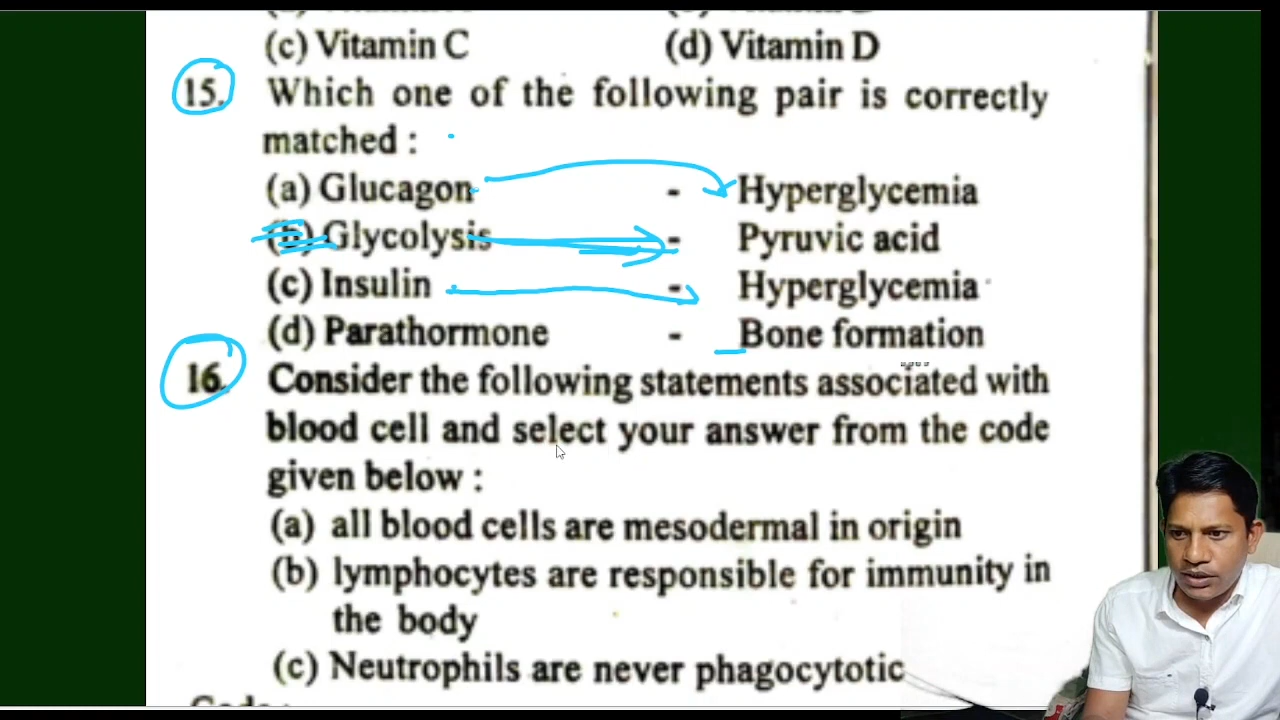 (c) Vitamin C (d) Vitamin D
15. Which one of the following pair is correctly
matched :
(a) Glucagon - Hyperglycemia
(b) Glycolysis - Pyruvic acid
(c) Insulin - Hyperglycemia
(d) Parathormone - Bone formation
16. Consider the following statements associated with
blood cell and select your answer from the code
given below :
(a) all blood cells are mesodermal in origin
(b) lymphocytes are responsible for immunity in
the body
(c) Neutrophils are never phagocytotic